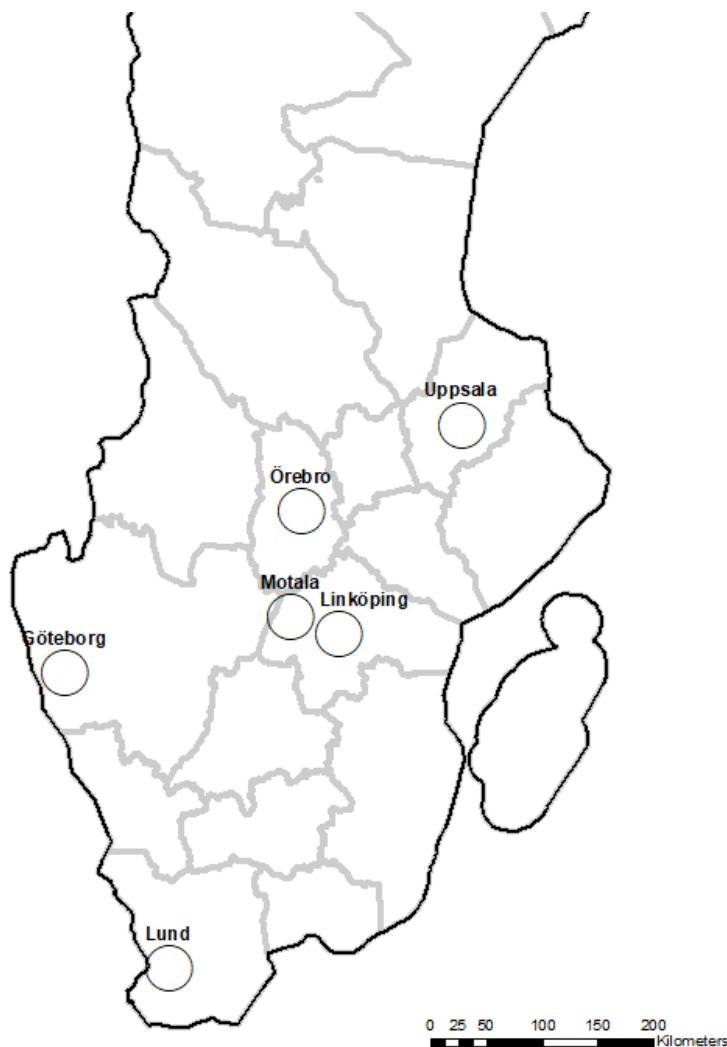 Uppsala
Örebro
Motala
Linköping
Göteborg
Lund
0 25 50 100 150 200
Kilometers